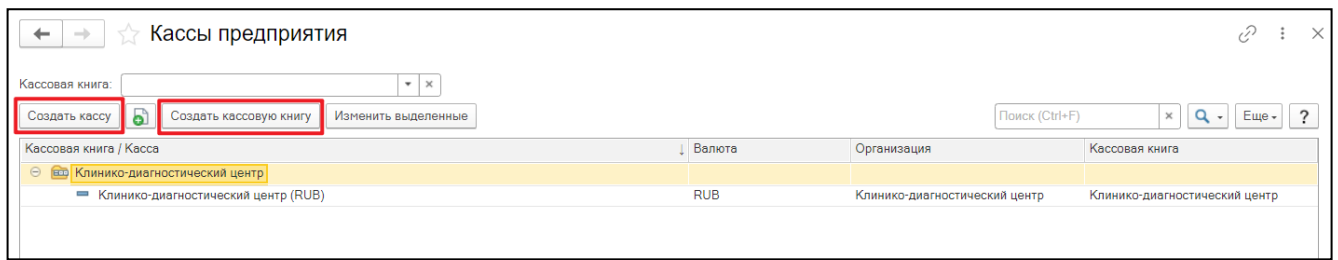 Кассы предприятия
Кассовая книга:
Создать кассу Создать кассовую книгу Изменить выделенные Поиск (Ctrl+F) Еще ?
Кассовая книга / Касса Валюта Организация Кассовая книга
Клинико-диагностический центр
Клинико-диагностический центр (RUB) RUB Клинико-диагностический центр Клинико-диагностический центр